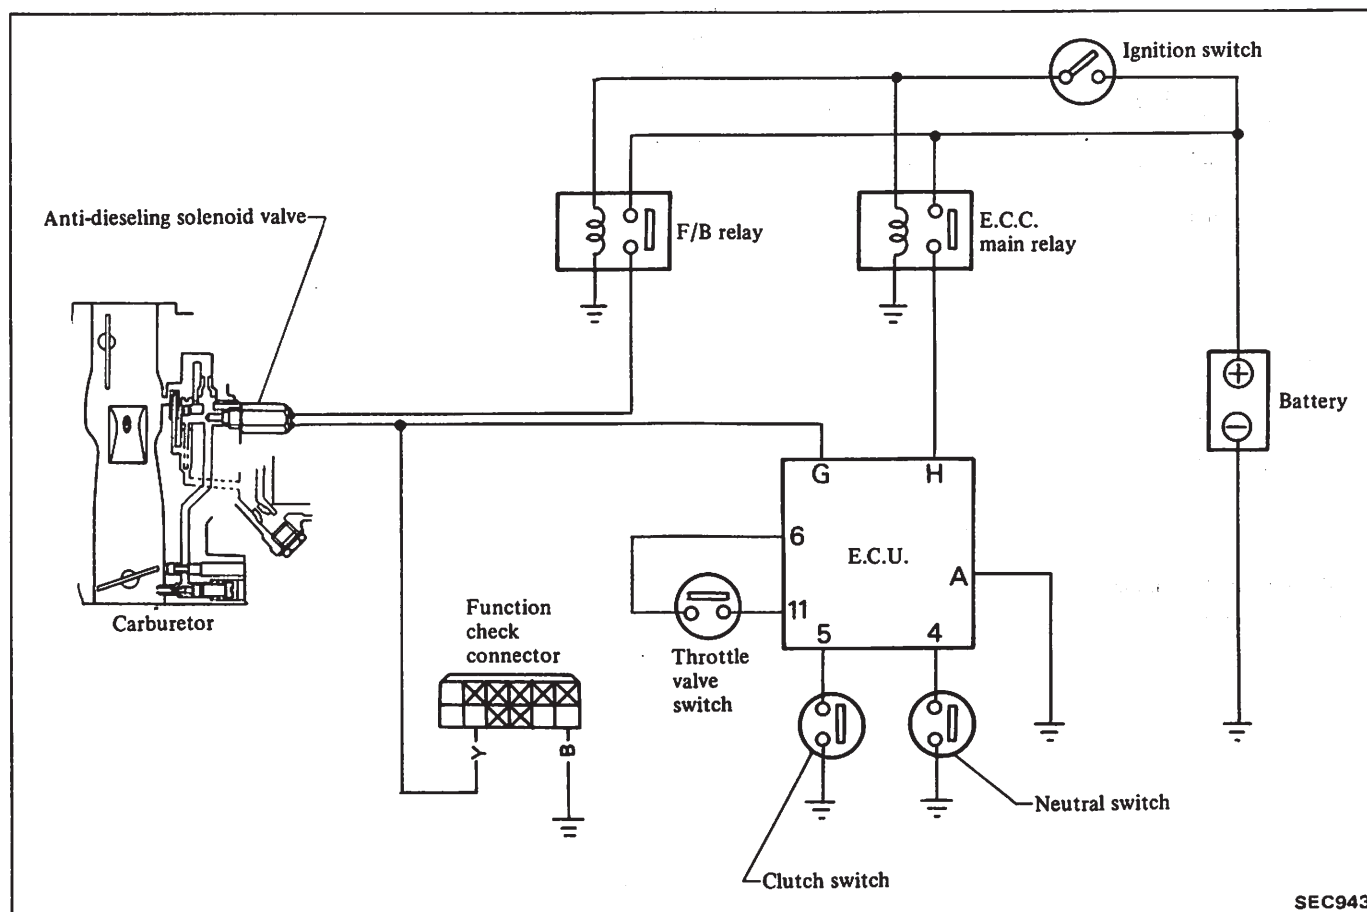 Ignition switch
Anti-dieseling solenoid valve
F/B relay
E.C.C.
main relay
+
−
Battery
G
H
6
E.C.U.
A
11
5
4
Carburetor
Function
check
connector
Throttle
valve
switch
Y
B
Neutral switch
Clutch switch
SEC943